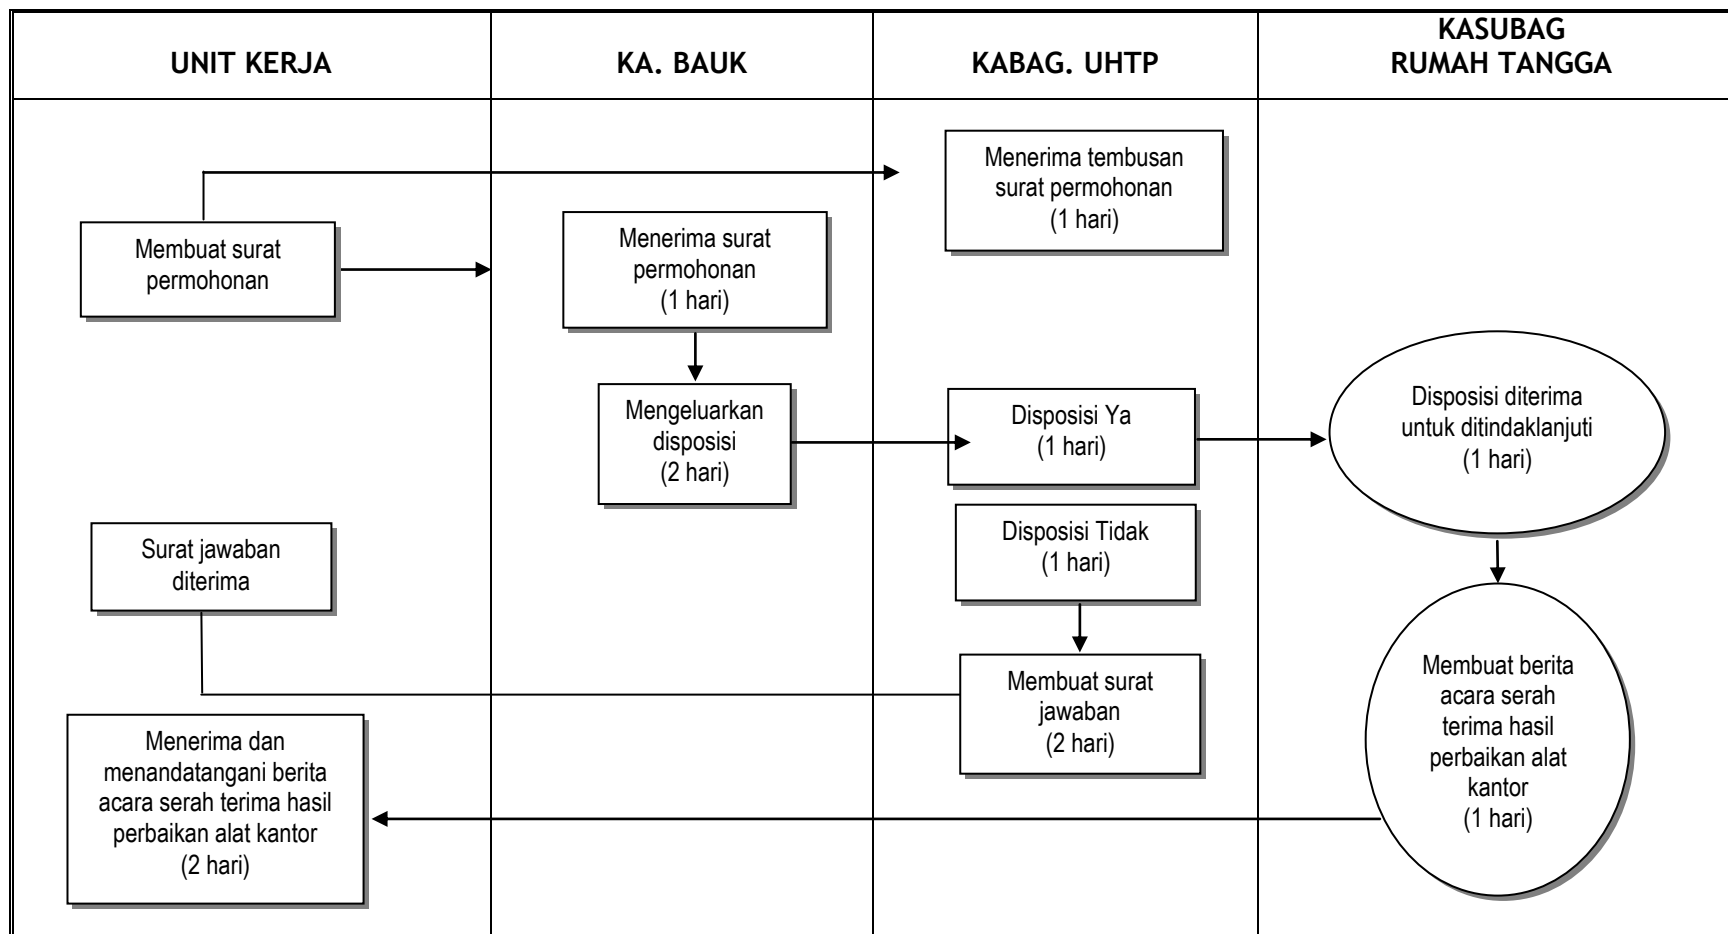 UNIT KERJA
KA. BAUK
KABAG. UHTP
KASUBAG
RUMAH TANGGA
Menerima tembusan
surat permohonan
(1 hari)
Membuat surat
permohonan
Menerima surat
permohonan
(1 hari)
Mengeluarkan
disposisi
(2 hari)
Disposisi Ya
(1 hari)
Disposisi diterima
untuk ditindaklanjuti
(1 hari)
Surat jawaban
diterima
Disposisi Tidak
(1 hari)
Membuat surat
jawaban
(2 hari)
Membuat berita
acara serah
terima hasil
perbaikan alat
kantor
(1 hari)
Menerima dan
menandatangani berita
acara serah terima hasil
perbaikan alat kantor
(2 hari)